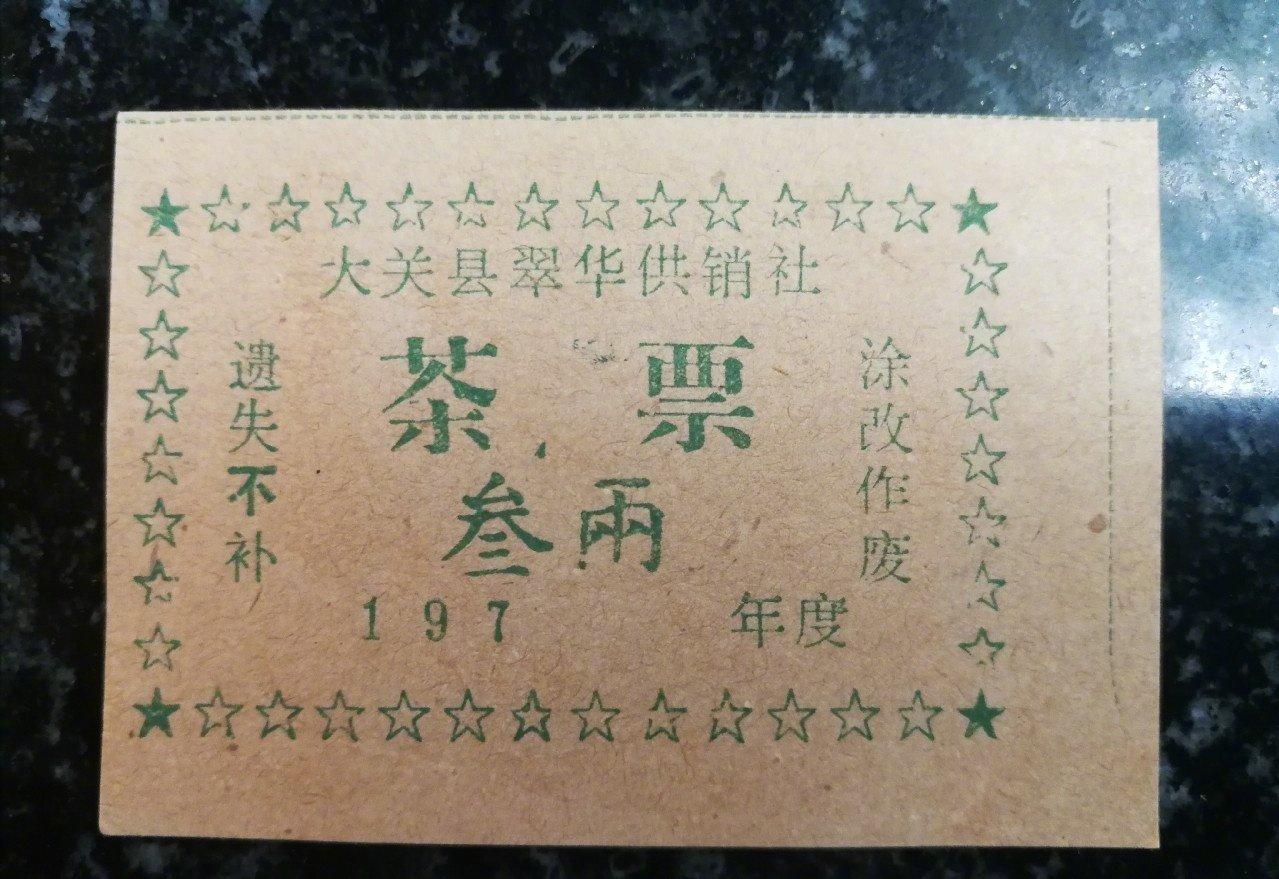 大关县翠华供销社
茶票
叁兩
197 年度
遗失不补
涂改作废